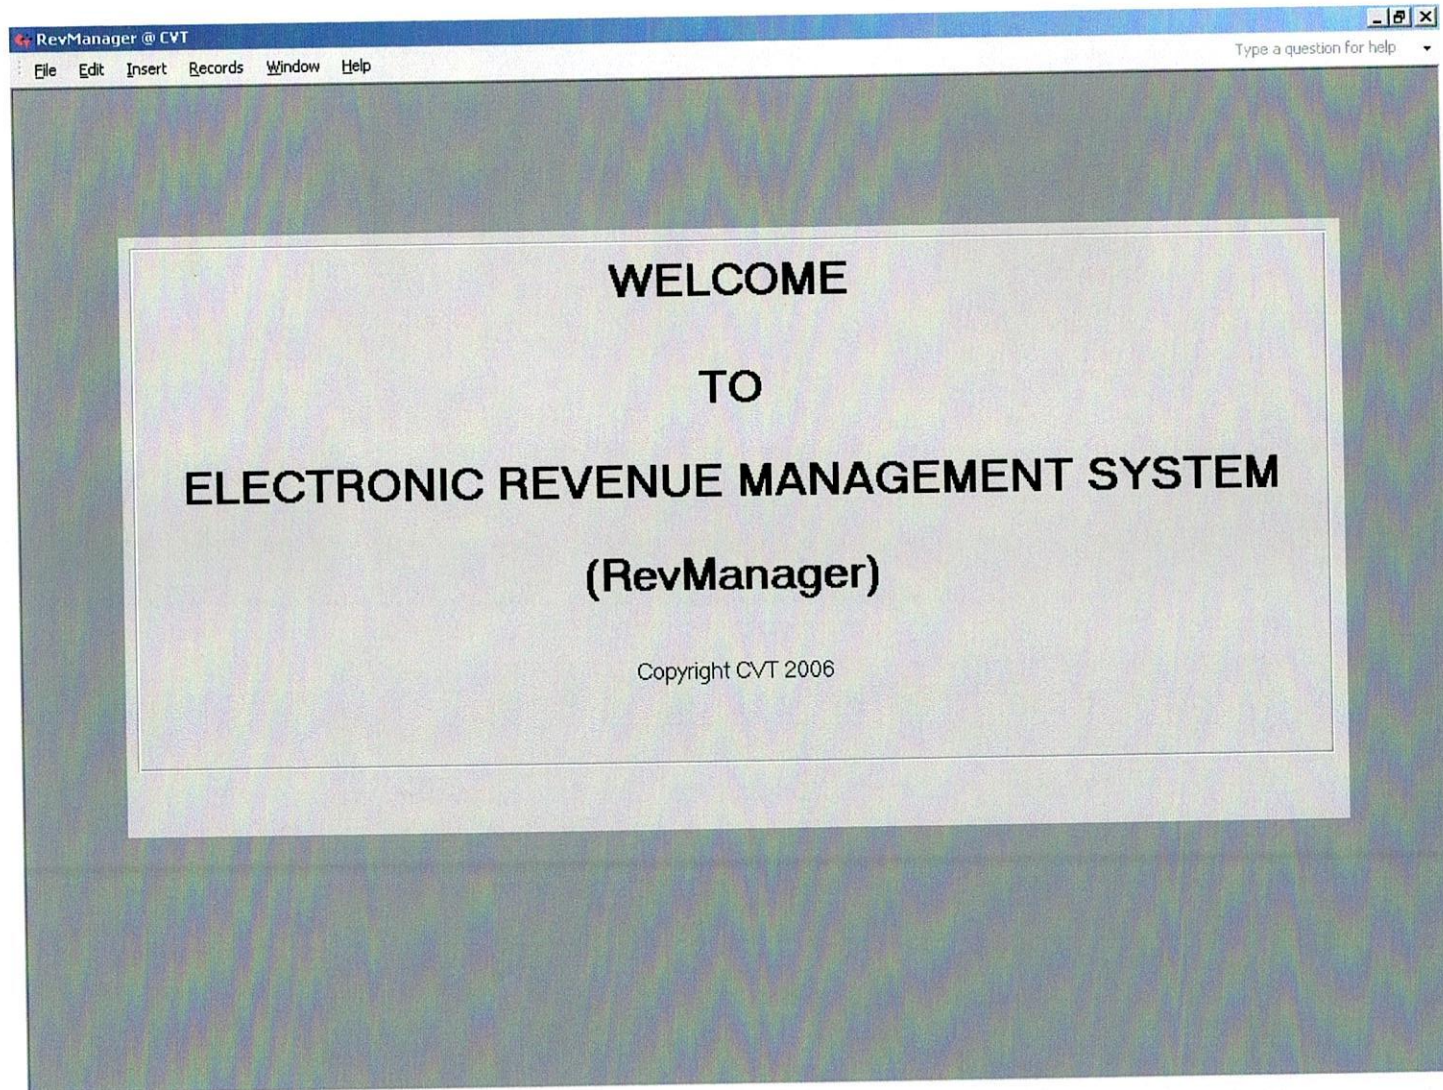 RevManager @ CVT
Type a question for help
File Edit Insert Records Window Help
WELCOME
TO
ELECTRONIC REVENUE MANAGEMENT SYSTEM
(RevManager)
Copyright CVT 2006